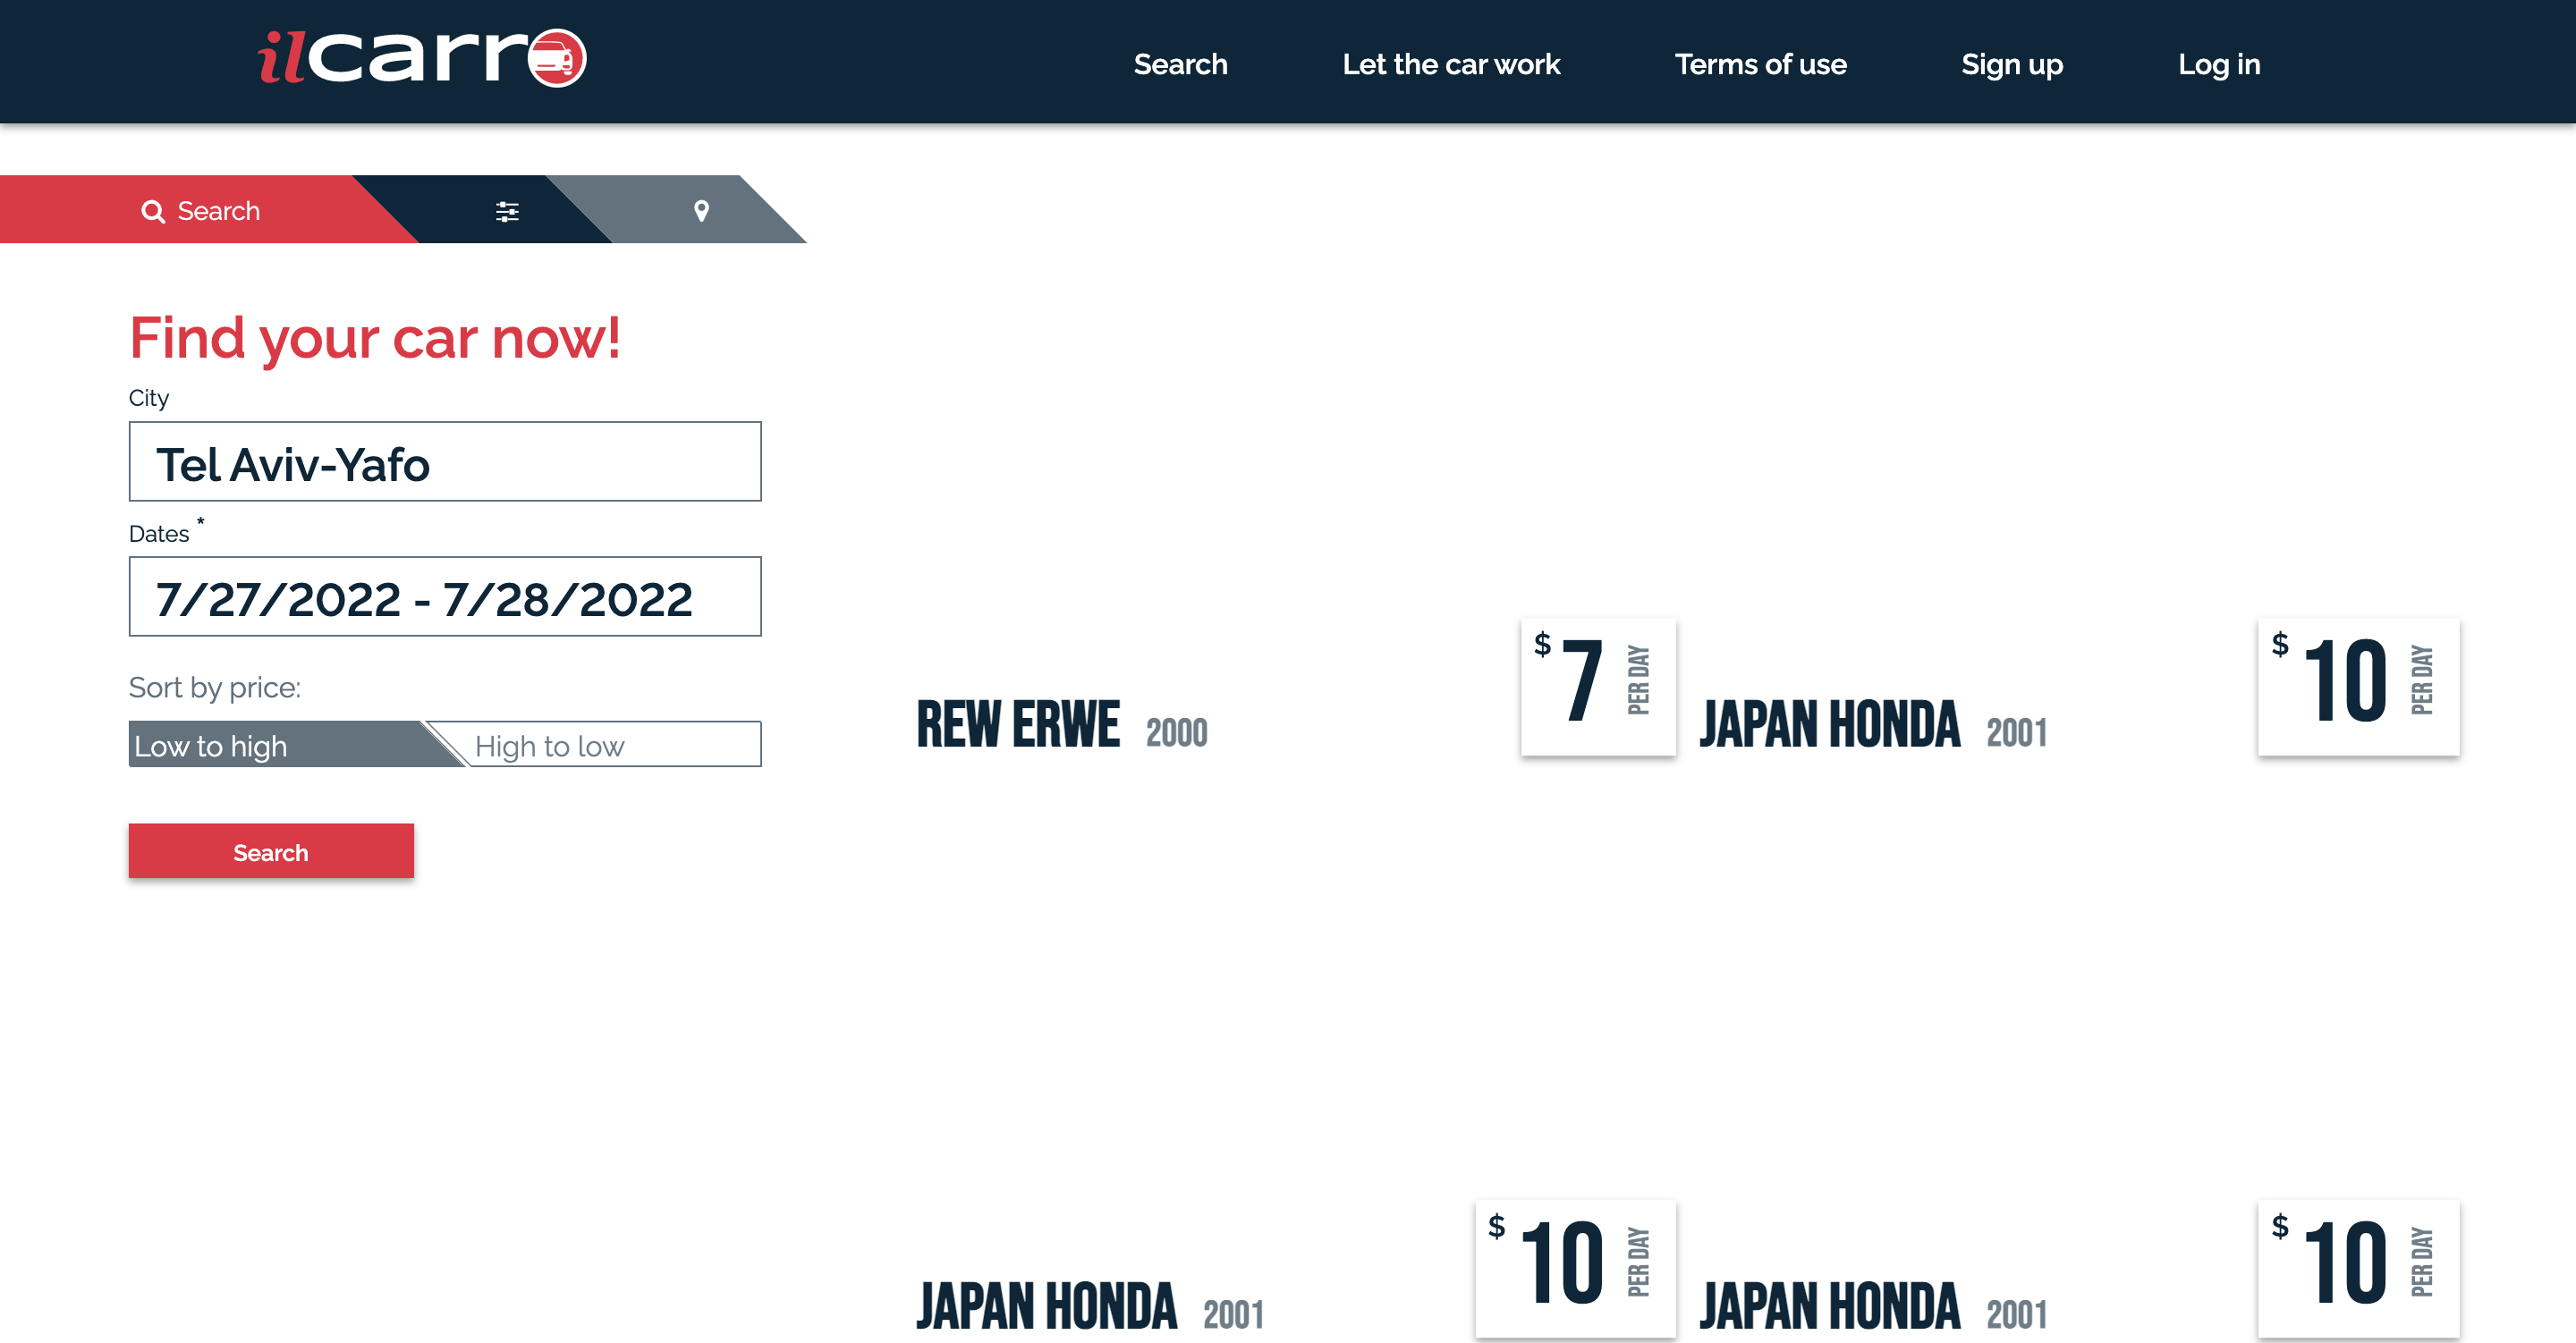 ilcarro
Search Let the car work Terms of use Sign up Log in
Search
Find your car now!
City
Tel Aviv-Yafo
Dates *
7/27/2022 - 7/28/2022
Sort by price:
Low to high High to low
Search
REW ERWE 2000
$ 7 PER DAY
JAPAN HONDA 2001
$ 10 PER DAY
JAPAN HONDA 2001
$ 10 PER DAY
JAPAN HONDA 2001
$ 10 PER DAY